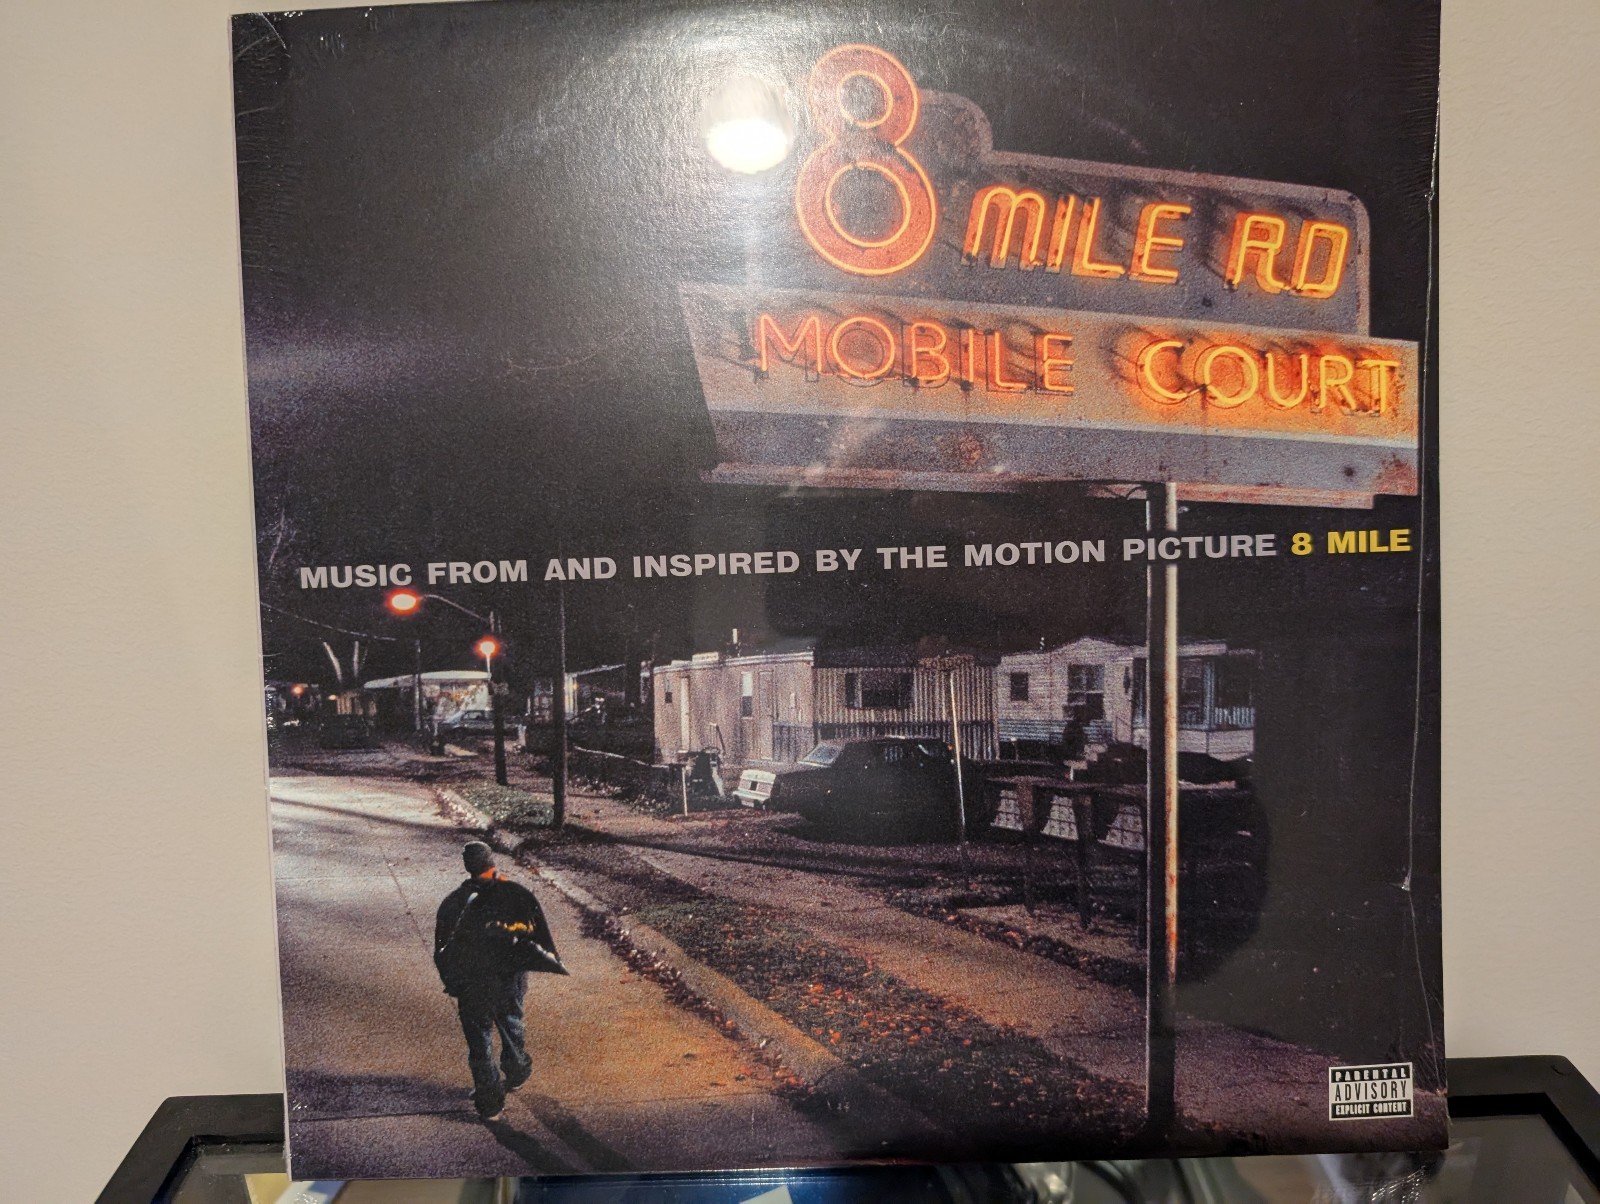 8 MILE RD
MOBILE COURT
MUSIC FROM AND INSPIRED BY THE MOTION PICTURE 8 MILE
PARENTAL
ADVISORY
EXPLICIT CONTENT